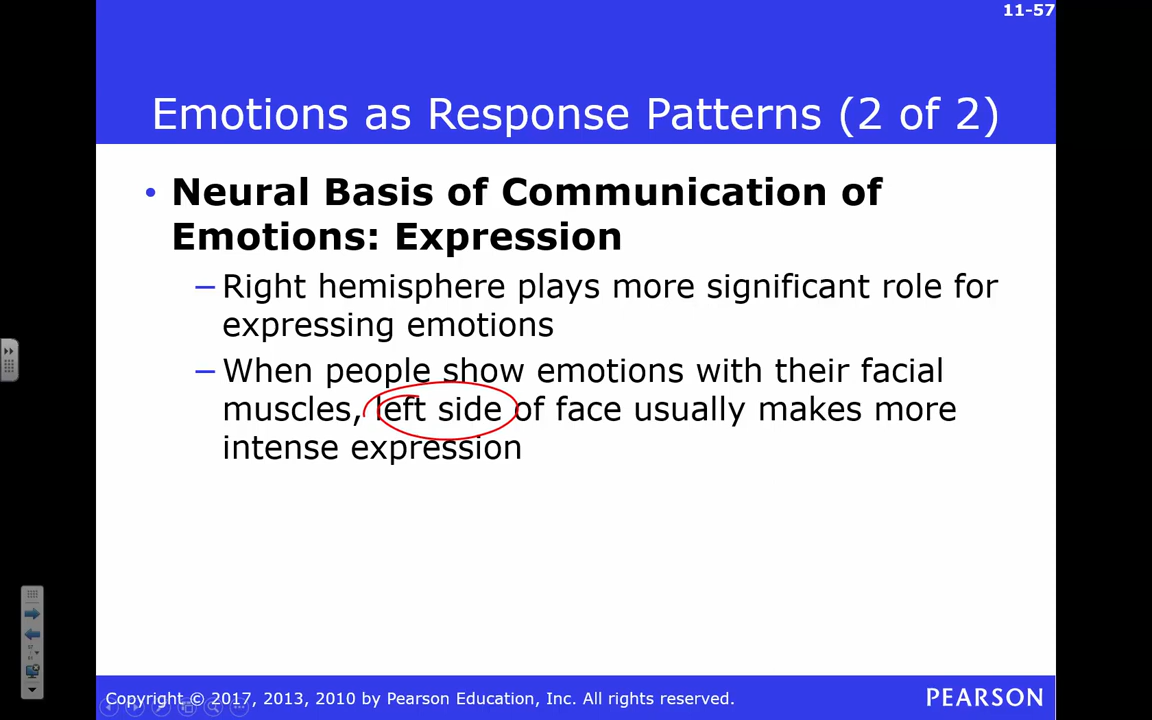 11-57
Emotions as Response Patterns (2 of 2)
• Neural Basis of Communication of
Emotions: Expression
– Right hemisphere plays more significant role for
expressing emotions
– When people show emotions with their facial
muscles, left side of face usually makes more
intense expression
Copyright © 2017, 2013, 2010 by Pearson Education, Inc. All rights reserved.
PEARSON